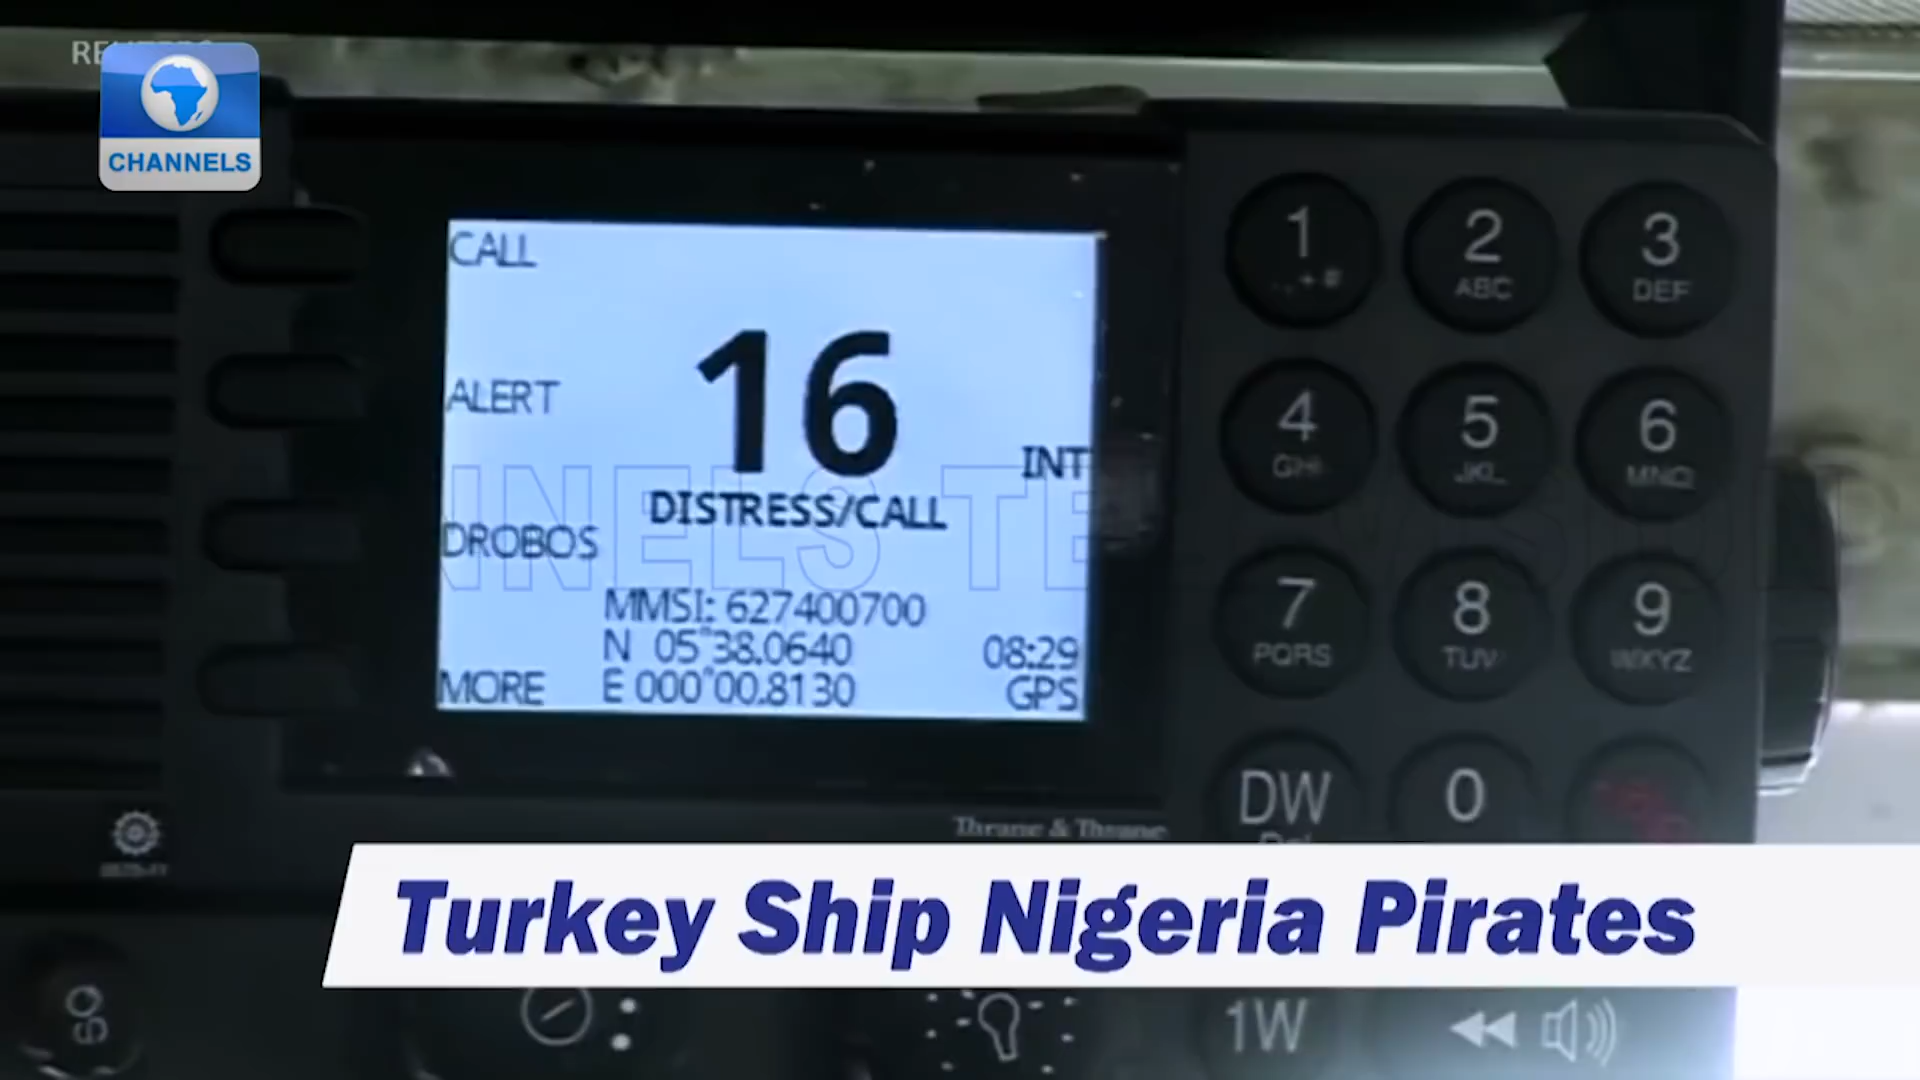 REUTERS
CHANNELS
CALL
16
ALERT
INT
DISTRESS/CALL
DROBOS
MMSI: 627400700
N 05°38.0640 08:29
MORE E 000°00.8130 GPS
1 2 3
ABC DEF
4 5 6
GHI JKL MNO
7 8 9
PQRS TUV WXYZ
DW 0
Thrane & Thrane
Turkey Ship Nigeria Pirates
1W